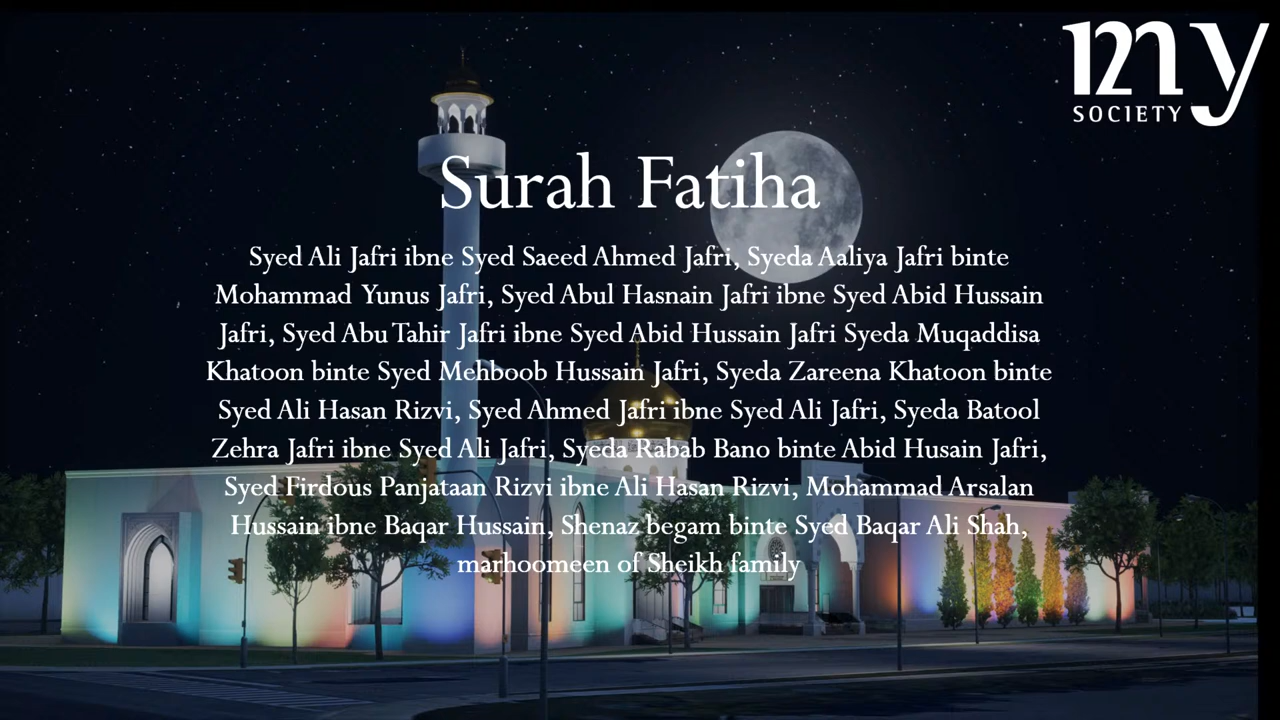 my
SOCIETY
Surah Fatiha
Syed Ali Jafri ibne Syed Saeed Ahmed Jafri, Syeda Aaliya Jafri binte
Mohammad Yunus Jafri, Syed Abul Hasnain Jafri ibne Syed Abid Hussain
Jafri, Syed Abu Tahir Jafri ibne Syed Abid Hussain Jafri Syeda Muqaddisa
Khatoon binte Syed Mehboob Hussain Jafri, Syeda Zareena Khatoon binte
Syed Ali Hasan Rizvi, Syed Ahmed Jafri ibne Syed Ali Jafri, Syeda Batool
Zehra Jafri ibne Syed Ali Jafri, Syeda Rabab Bano binte Abid Husain Jafri,
Syed Firdous Panjataan Rizvi ibne Ali Hasan Rizvi, Mohammad Arsalan
Hussain ibne Baqar Hussain, Shenaz begam binte Syed Baqar Ali Shah,
marhoomeen of Sheikh family